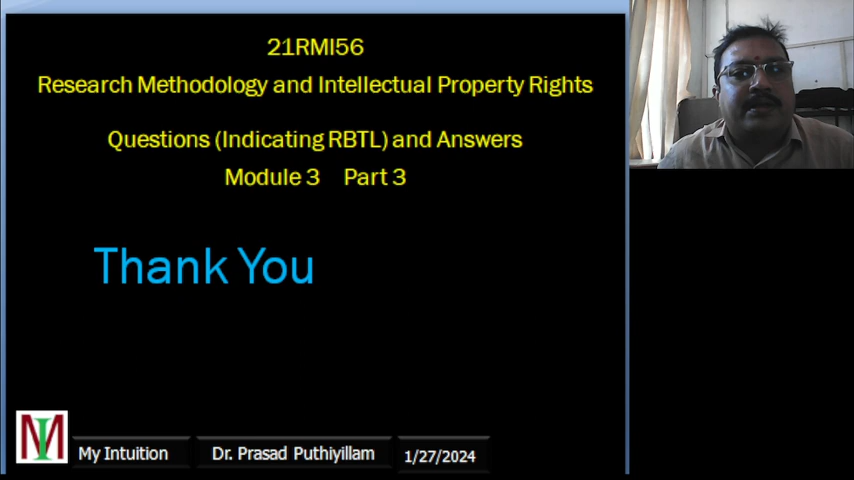 21RMI56
Research Methodology and Intellectual Property Rights
Questions (Indicating RBTL) and Answers
Module 3 Part 3
Thank You
MI
My Intuition
Dr. Prasad Puthiyillam
1/27/2024